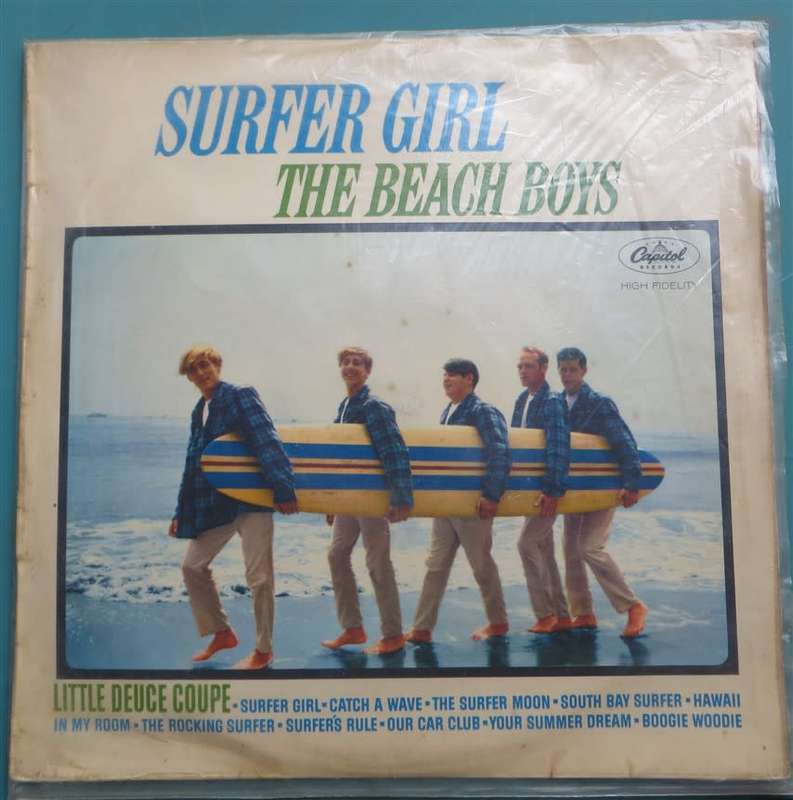 SURFER GIRL
THE BEACH BOYS
Capitol
RECORDS
HIGH FIDELITY
LITTLE DEUCE COUPE ▪ SURFER GIRL ▪ CATCH A WAVE ▪ THE SURFER MOON ▪ SOUTH BAY SURFER ▪ HAWAII
IN MY ROOM ▪ THE ROCKING SURFER ▪ SURFER'S RULE ▪ OUR CAR CLUB ▪ YOUR SUMMER DREAM ▪ BOOGIE WOODIE